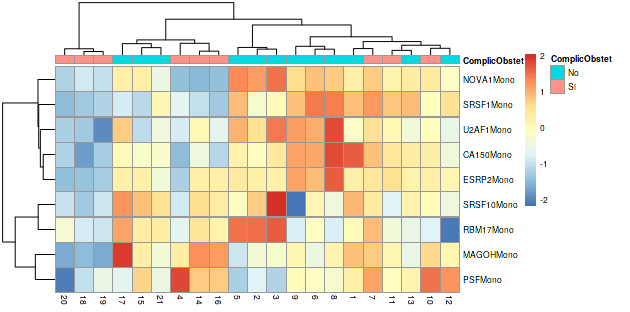 ComplicObstet
NOVA1Mono
SRSF1Mono
U2AF1Mono
CA150Mono
ESRP2Mono
SRSF10Mono
RBM17Mono
MAGOHMono
PSFMono
20 18 19 17 15 21 4 14 16 5 2 3 9 6 8 1 7 11 13 10 12
2
1
0
-1
-2
ComplicObstet
No
SI